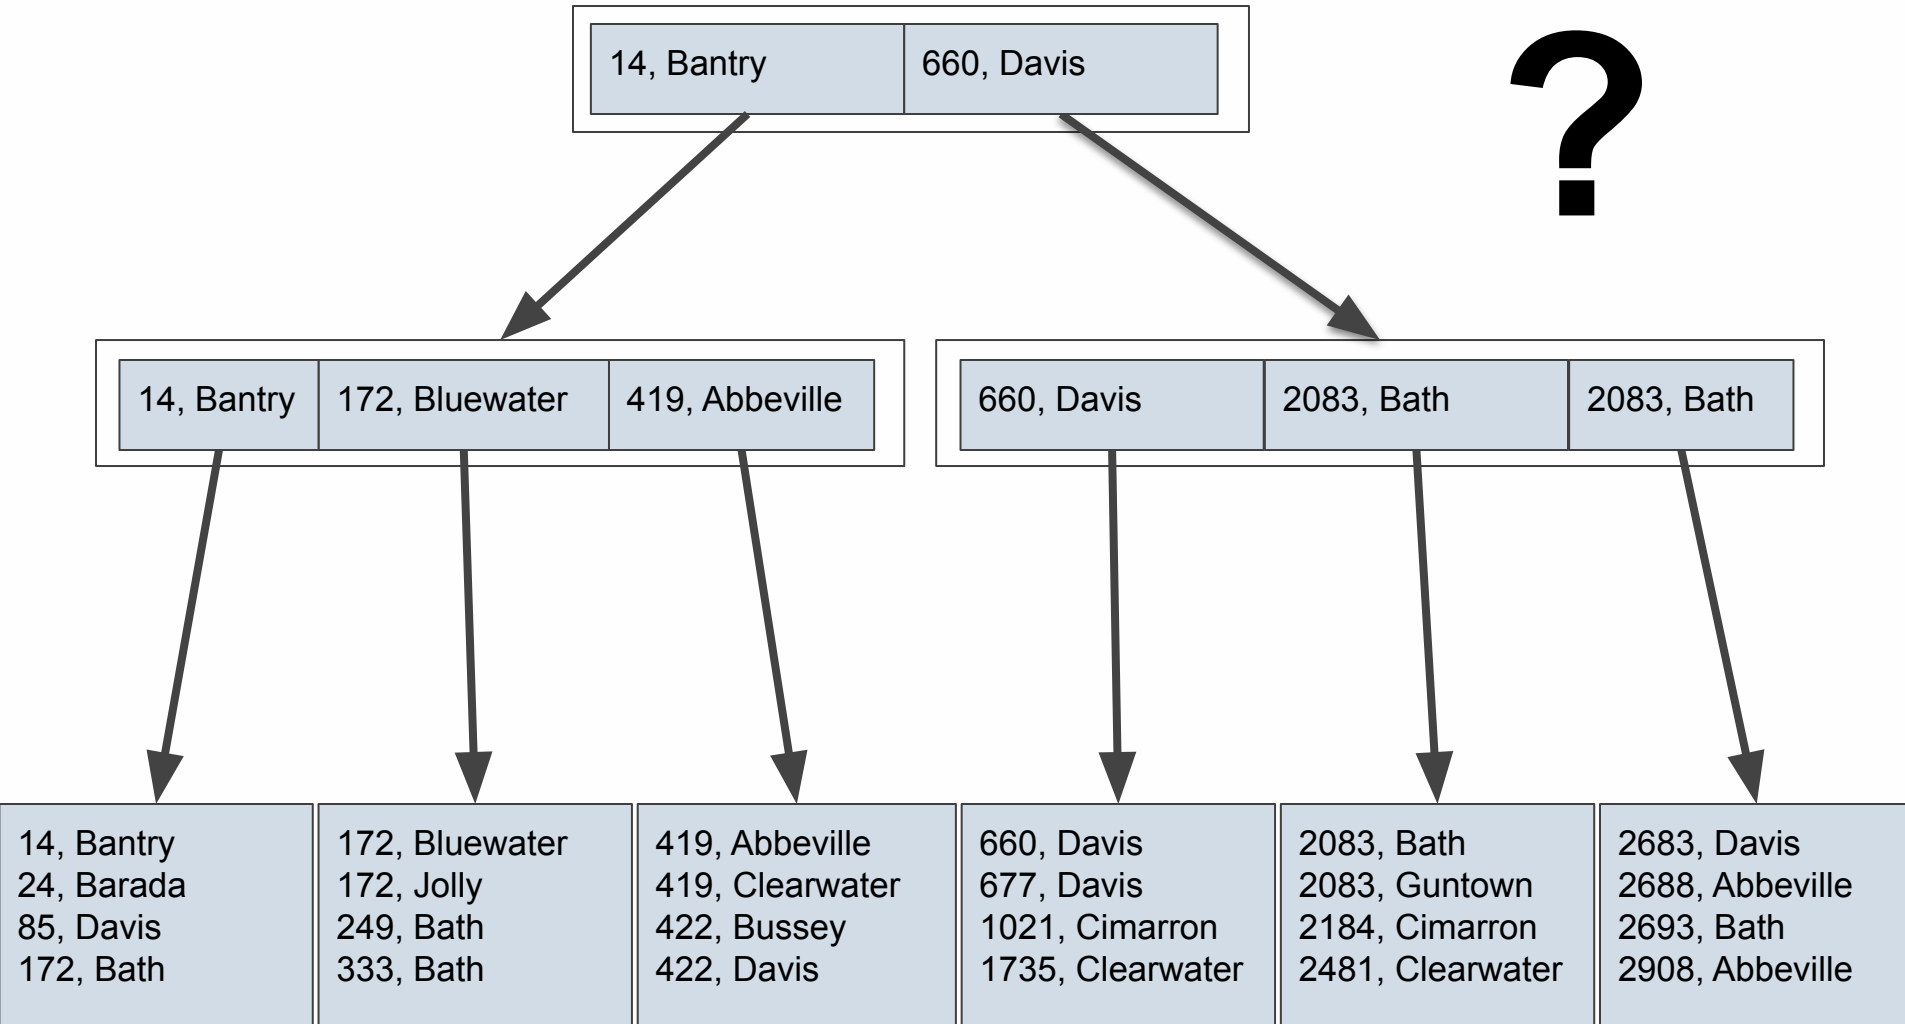 14, Bantry
660, Davis
?
14, Bantry
172, Bluewater
419, Abbeville
660, Davis
2083, Bath
2083, Bath
14, Bantry
24, Barada
85, Davis
172, Bath
172, Bluewater
172, Jolly
249, Bath
333, Bath
419, Abbeville
419, Clearwater
422, Bussey
422, Davis
660, Davis
677, Davis
1021, Cimarron
1735, Clearwater
2083, Bath
2083, Guntown
2184, Cimarron
2481, Clearwater
2683, Davis
2688, Abbeville
2693, Bath
2908, Abbeville